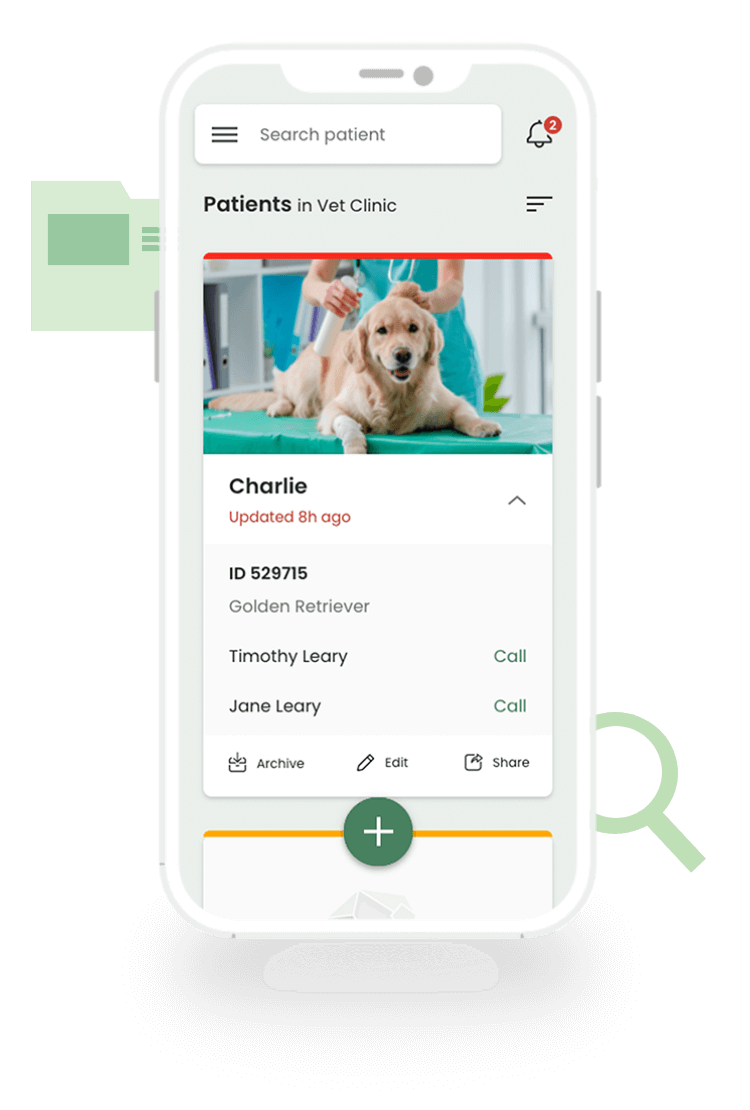 Search patient
2
Patients in Vet Clinic
Charlie
Updated 8h ago
ID 529715
Golden Retriever
Timothy Leary Call
Jane Leary Call
Archive Edit Share